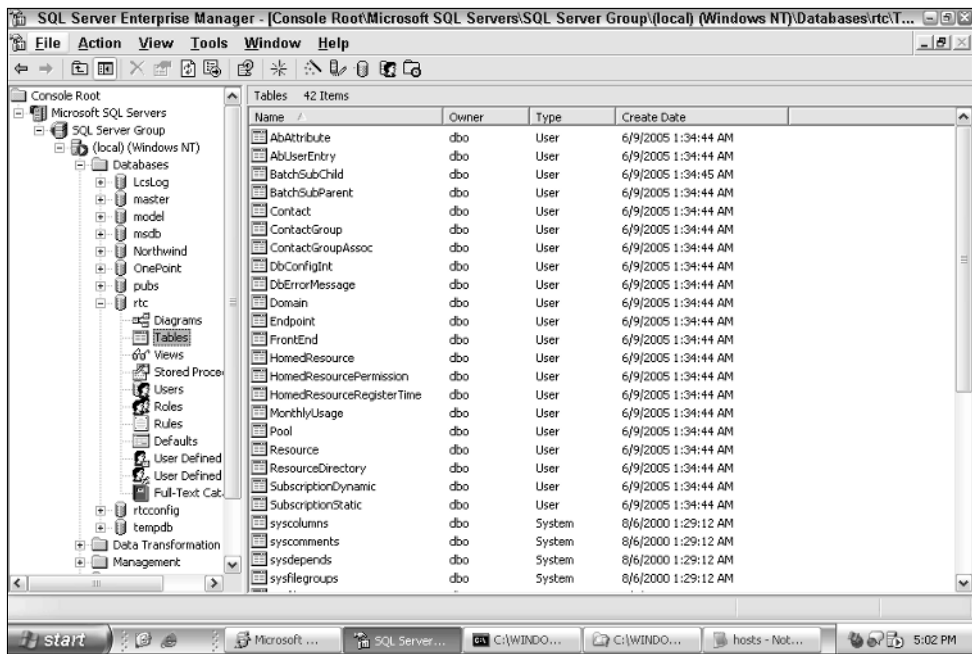 SQL Server Enterprise Manager - [Console Root\Microsoft SQL Servers\SQL Server Group\(local) (Windows NT)\Databases\rtc\T...
File Action View Tools Window Help
Console Root
Microsoft SQL Servers
SQL Server Group
(local) (Windows NT)
Databases
LcsLog
master
model
msdb
Northwind
OnePoint
pubs
rtc
Diagrams
Tables
Views
Stored Proce
Users
Roles
Rules
Defaults
User Defined
User Defined
Full-Text Cat
rtcconfig
tempdb
Data Transformation
Management
Tables 42 Items
Name Owner Type Create Date
AbAttribute dbo User 6/9/2005 1:34:44 AM
AbUserEntry dbo User 6/9/2005 1:34:44 AM
BatchSubChild dbo User 6/9/2005 1:34:45 AM
BatchSubParent dbo User 6/9/2005 1:34:44 AM
Contact dbo User 6/9/2005 1:34:44 AM
ContactGroup dbo User 6/9/2005 1:34:44 AM
ContactGroupAssoc dbo User 6/9/2005 1:34:44 AM
DbConfigInt dbo User 6/9/2005 1:34:44 AM
DbErrorMessage dbo User 6/9/2005 1:34:44 AM
Domain dbo User 6/9/2005 1:34:44 AM
Endpoint dbo User 6/9/2005 1:34:44 AM
FrontEnd dbo User 6/9/2005 1:34:44 AM
HomedResource dbo User 6/9/2005 1:34:44 AM
HomedResourcePermission dbo User 6/9/2005 1:34:44 AM
HomedResourceRegisterTime dbo User 6/9/2005 1:34:44 AM
MonthlyUsage dbo User 6/9/2005 1:34:44 AM
Pool dbo User 6/9/2005 1:34:44 AM
Resource dbo User 6/9/2005 1:34:44 AM
ResourceDirectory dbo User 6/9/2005 1:34:44 AM
SubscriptionDynamic dbo User 6/9/2005 1:34:44 AM
SubscriptionStatic dbo User 6/9/2005 1:34:44 AM
syscolumns dbo System 8/6/2000 1:29:12 AM
syscomments dbo System 8/6/2000 1:29:12 AM
sysdepends dbo System 8/6/2000 1:29:12 AM
sysfilegroups dbo System 8/6/2000 1:29:12 AM
start Microsoft ... SQL Server... C:\WINDO... C:\WINDO... hosts - Not... 5:02 PM